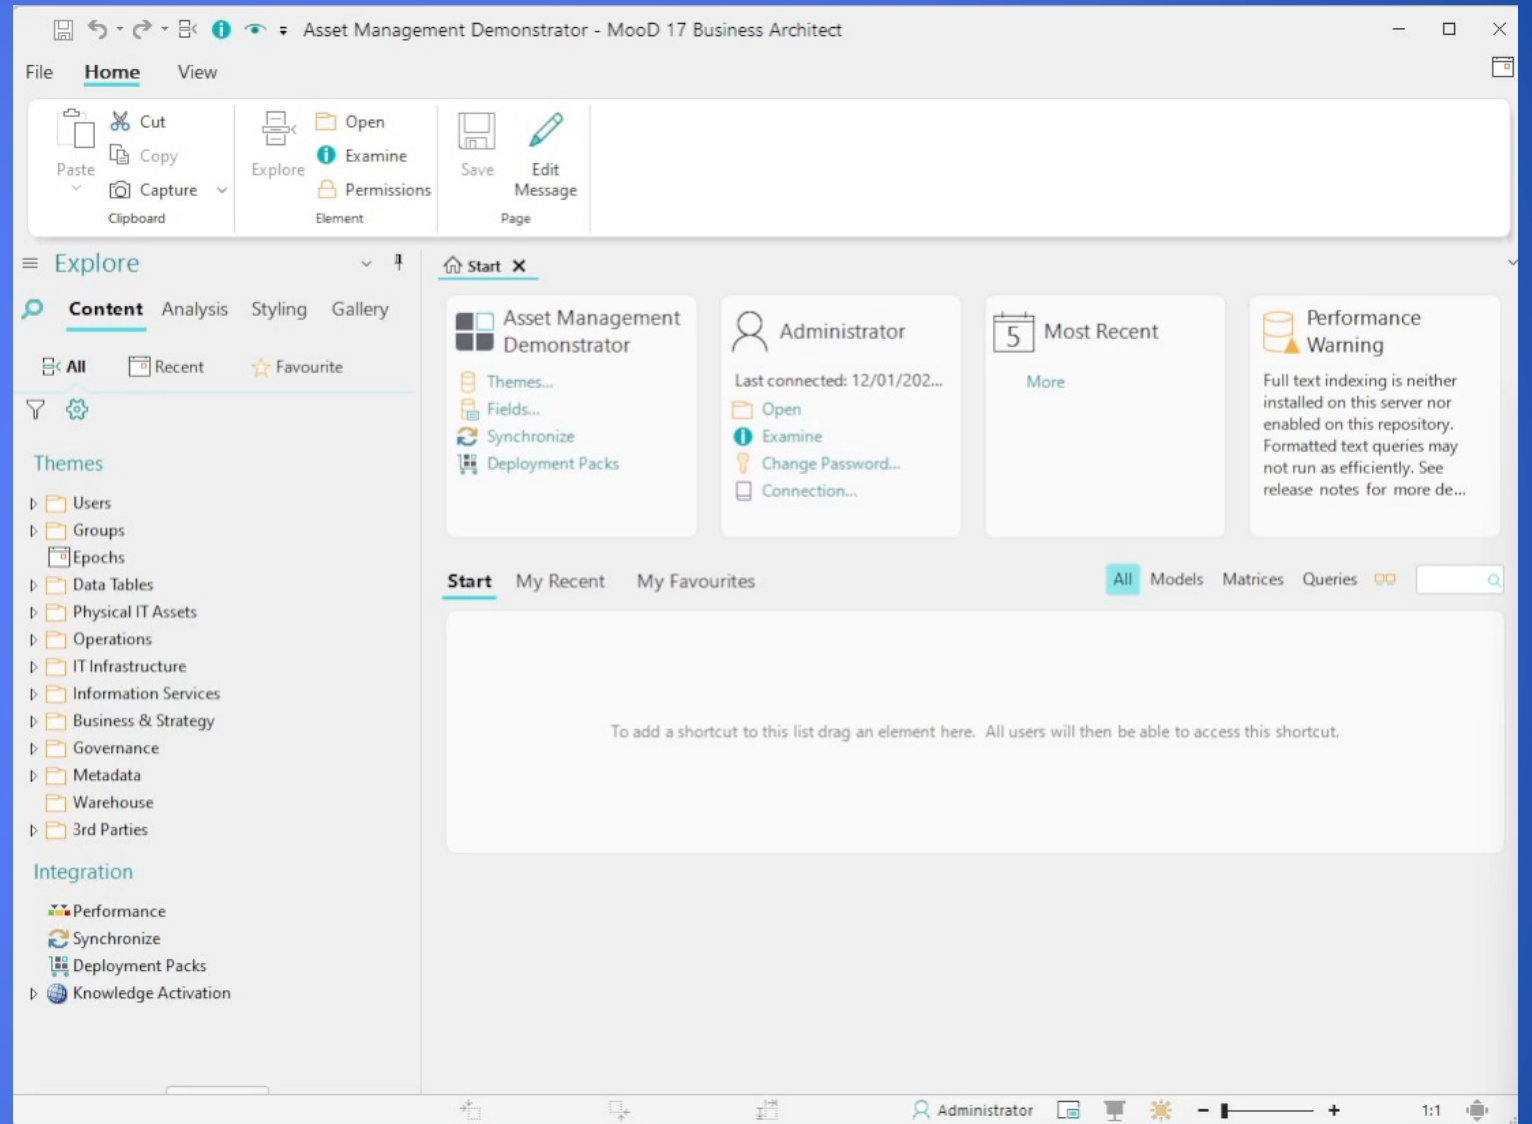 Asset Management Demonstrator - MooD 17 Business Architect
File Home View
Paste
Cut
Copy
Capture
Clipboard
Explore
Open
Examine
Permissions
Element
Save
Edit
Message
Page
Explore
Content Analysis Styling Gallery
All Recent Favourite
Themes
Users
Groups
Epochs
Data Tables
Physical IT Assets
Operations
IT Infrastructure
Information Services
Business & Strategy
Governance
Metadata
Warehouse
3rd Parties
Integration
Performance
Synchronize
Deployment Packs
Knowledge Activation
Start
Asset Management
Demonstrator
Themes...
Fields...
Synchronize
Deployment Packs
Administrator
Last connected: 12/01/202...
Open
Examine
Change Password...
Connection...
5 Most Recent
More
Performance
Warning
Full text indexing is neither
installed on this server nor
enabled on this repository.
Formatted text queries may
not run as efficiently. See
release notes for more de...
Start My Recent My Favourites
All Models Matrices Queries
To add a shortcut to this list drag an element here. All users will then be able to access this shortcut.
Administrator
1:1